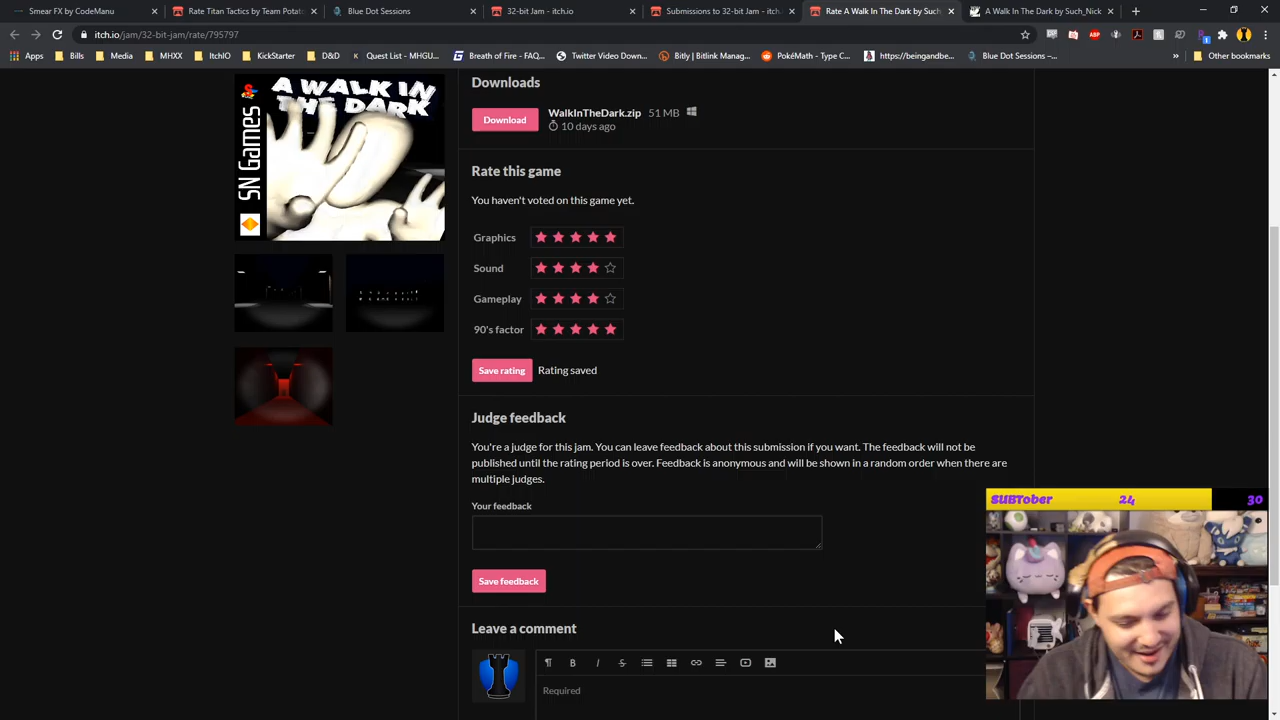 Smear FX by CodeManu
Rate Titan Tactics by Team Potato
Blue Dot Sessions
32-bit Jam - itch.io
Submissions to 32-bit Jam - itch.
Rate A Walk In The Dark by Such_
A Walk In The Dark by Such_Nick
itch.io/jam/32-bit-jam/rate/795797
Apps
Bills
Media
MHXX
ItchIO
KickStarter
D&D
Quest List - MHGU...
Breath of Fire - FAQ...
Twitter Video Down...
Bitly | Bitlink Manag...
PokéMath - Type C...
https://beingandbe...
Blue Dot Sessions –...
Other bookmarks
A WALK IN
THE DARK
SN Games
Downloads
Download
WalkInTheDark.zip 51 MB
10 days ago
Rate this game
You haven't voted on this game yet.
Graphics
Sound
Gameplay
90's factor
Save rating
Rating saved
Judge feedback
You're a judge for this jam. You can leave feedback about this submission if you want. The feedback will not be
published until the rating period is over. Feedback is anonymous and will be shown in a random order when there are
multiple judges.
Your feedback
Save feedback
Leave a comment
Required
SUBTober 24 30